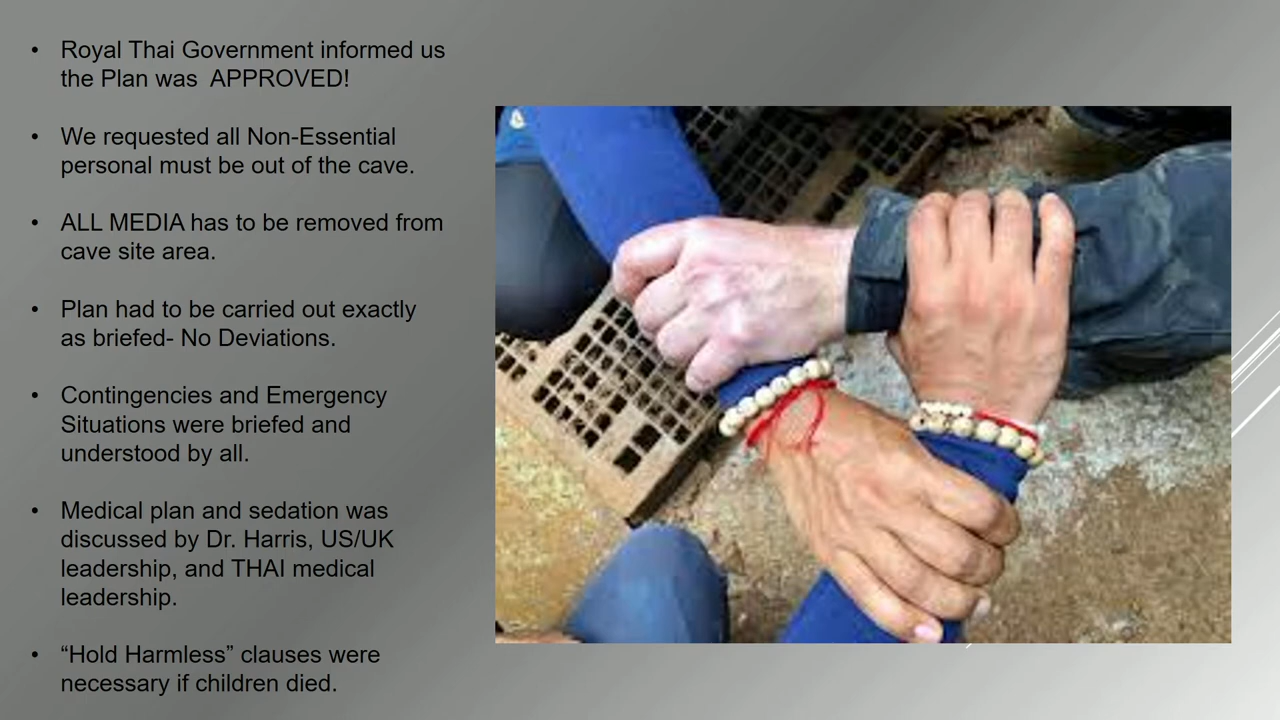 • Royal Thai Government informed us
the Plan was  APPROVED!
• We requested all Non-Essential
personal must be out of the cave.
• ALL MEDIA has to be removed from
cave site area.
• Plan had to be carried out exactly
as briefed- No Deviations.
• Contingencies and Emergency
Situations were briefed and
understood by all.
• Medical plan and sedation was
discussed by Dr. Harris, US/UK
leadership, and THAI medical
leadership.
• “Hold Harmless” clauses were
necessary if children died.